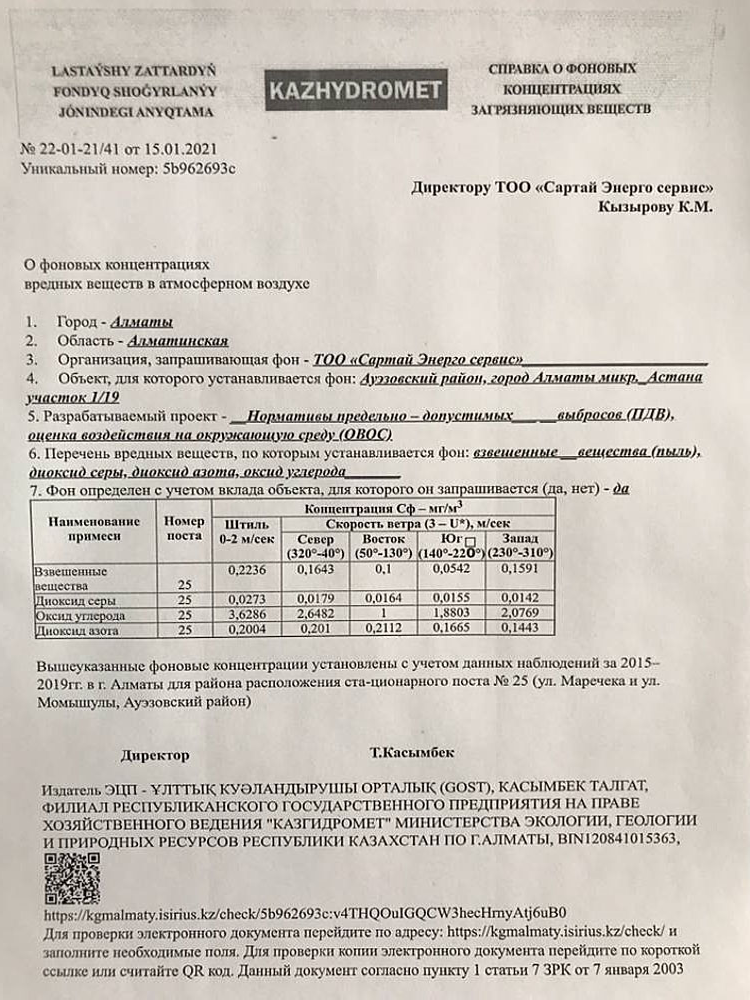 LASTAÝSHY ZATTARDYŃ
FONDYQ SHOǴYRLANÝY
JÓNINDEGI ANYQTAMA
KAZHYDROMET
СПРАВКА О ФОНОВЫХ
КОНЦЕНТРАЦИЯХ
ЗАГРЯЗНЯЮЩИХ ВЕЩЕСТВ
№ 22-01-21/41 от 15.01.2021
Уникальный номер: 5b962693c
Директору ТОО «Сартай Энерго сервис»
Кызырову К.М.
О фоновых концентрациях
вредных веществ в атмосферном воздухе
1. Город - Алматы
2. Область - Алматинская
3. Организация, запрашивающая фон - ТОО «Сартай Энерго сервис»
4. Объект, для которого устанавливается фон: Ауэзовский район, город Алматы микр._Астана
участок 1/19
5. Разрабатываемый проект - __Нормативы предельно – допустимых____ __выбросов (ПДВ),
оценка воздействия на окружающую среду (ОВОС)
6. Перечень вредных веществ, по которым устанавливается фон: взвешенные__вещества (пыль),
диоксид серы, диоксид азота, оксид углерода______
7. Фон определен с учетом вклада объекта, для которого он запрашивается (да, нет) - да
Наименование примеси Номер поста Концентрация Сф – мг/м³
Штиль 0-2 м/сек Скорость ветра (3 – U*), м/сек
Север (320°-40°) Восток (50°-130°) Юг (140°-220°) Запад (230°-310°)
Взвешенные вещества 25 0,2236 0,1643 0,1 0,0542 0,1591
Диоксид серы 25 0,0273 0,0179 0,0164 0,0155 0,0142
Оксид углерода 25 3,6286 2,6482 1 1,8803 2,0769
Диоксид азота 25 0,2004 0,201 0,2112 0,1665 0,1443
Вышеуказанные фоновые концентрации установлены с учетом данных наблюдений за 2015–
2019гг. в г. Алматы для района расположения ста-ционарного поста № 25 (ул. Маречека и ул.
Момышулы, Ауэзовский район)
Директор Т.Касымбек
Издатель ЭЦП - ҰЛТТЫҚ КУӘЛАНДЫРУШЫ ОРТАЛЫҚ (GOST), КАСЫМБЕК ТАЛГАТ,
ФИЛИАЛ РЕСПУБЛИКАНСКОГО ГОСУДАРСТВЕННОГО ПРЕДПРИЯТИЯ НА ПРАВЕ
ХОЗЯЙСТВЕННОГО ВЕДЕНИЯ "КАЗГИДРОМЕТ" МИНИСТЕРСТВА ЭКОЛОГИИ, ГЕОЛОГИИ
И ПРИРОДНЫХ РЕСУРСОВ РЕСПУБЛИКИ КАЗАХСТАН ПО Г.АЛМАТЫ, BIN120841015363,
https://kgmalmaty.isirius.kz/check/5b962693c:v4THQOuIGQCW3hecHrnyAtj6uB0
Для проверки электронного документа перейдите по адресу: https://kgmalmaty.isirius.kz/check/ и
заполните необходимые поля. Для проверки копии электронного документа перейдите по короткой
ссылке или считайте QR код. Данный документ согласно пункту 1 статьи 7 ЗРК от 7 января 2003